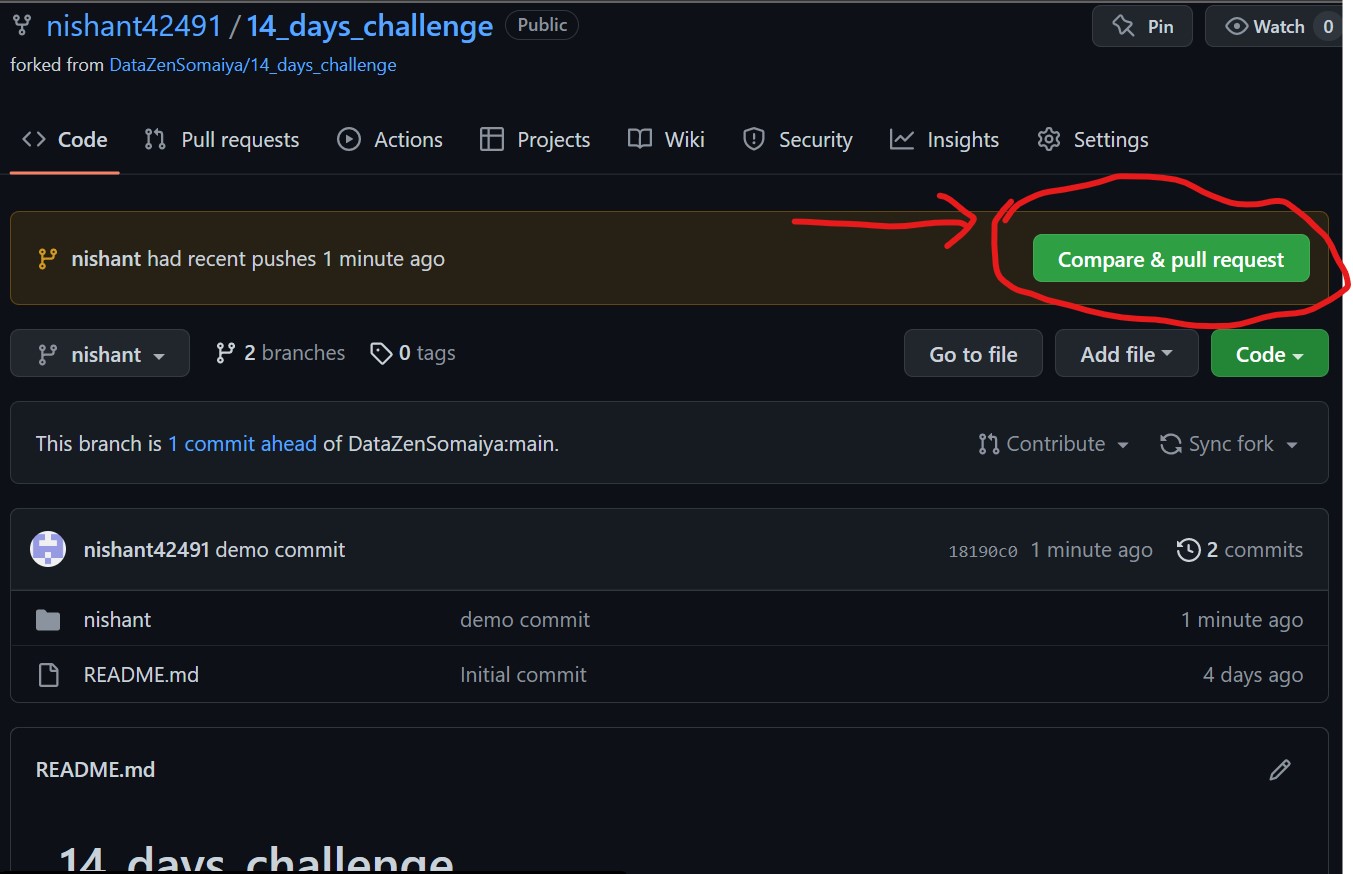 nishant42491 / 14_days_challenge Public Pin Watch 0
forked from DataZenSomaiya/14_days_challenge
Code Pull requests Actions Projects Wiki Security Insights Settings
nishant had recent pushes 1 minute ago Compare & pull request
nishant 2 branches 0 tags Go to file Add file Code
This branch is 1 commit ahead of DataZenSomaiya:main. Contribute Sync fork
nishant42491 demo commit 18190c0 1 minute ago 2 commits
nishant demo commit 1 minute ago
README.md Initial commit 4 days ago
README.md
14_days_challenge